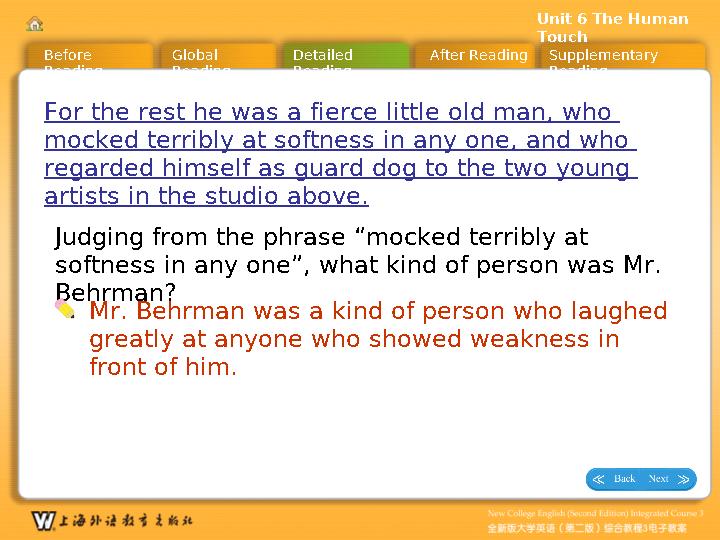 Unit 6 The Human
Touch
Before
Reading
Global
Reading
Detailed
Reading
After Reading
Supplementary
Reading
For the rest he was a fierce little old man, who
mocked terribly at softness in any one, and who
regarded himself as guard dog to the two young
artists in the studio above.
Judging from the phrase “mocked terribly at
softness in any one”, what kind of person was Mr.
Behrman?
Mr. Behrman was a kind of person who laughed
greatly at anyone who showed weakness in
front of him.
Back Next
上海外语教育出版社
New College English (Second Edition) Integrated Course 3
全新版大学英语（第二版）综合教程3电子教案